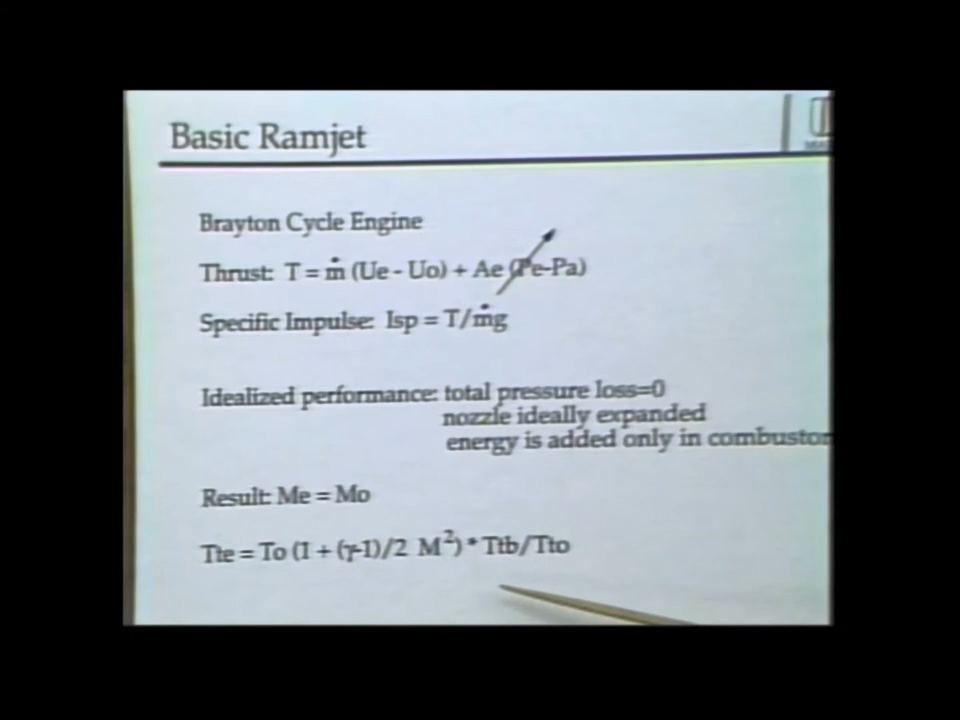 Basic Ramjet
Brayton Cycle Engine
Thrust: T = ṁ (Ue - Uo) + Ae (Pe-Pa)
Specific Impulse: Isp = T/ṁg
Idealized performance: total pressure loss=0
nozzle ideally expanded
energy is added only in combustor
Result: Me = Mo
Tte = To (1 + (γ-1)/2 M²) * Ttb/Tto